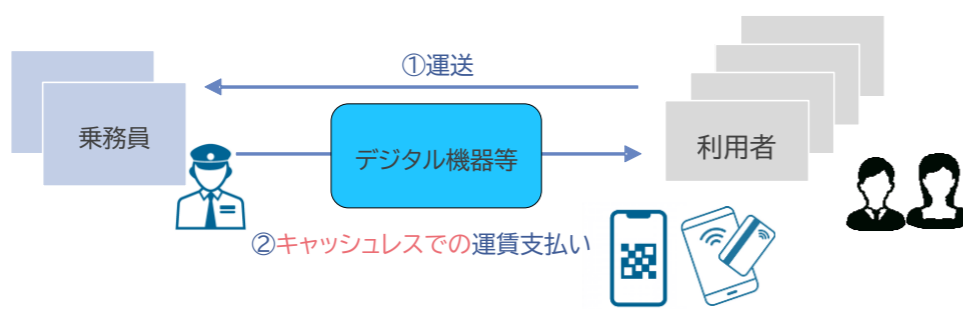 ①運送
乗務員
デジタル機器等
利用者
②キャッシュレスでの運賃支払い